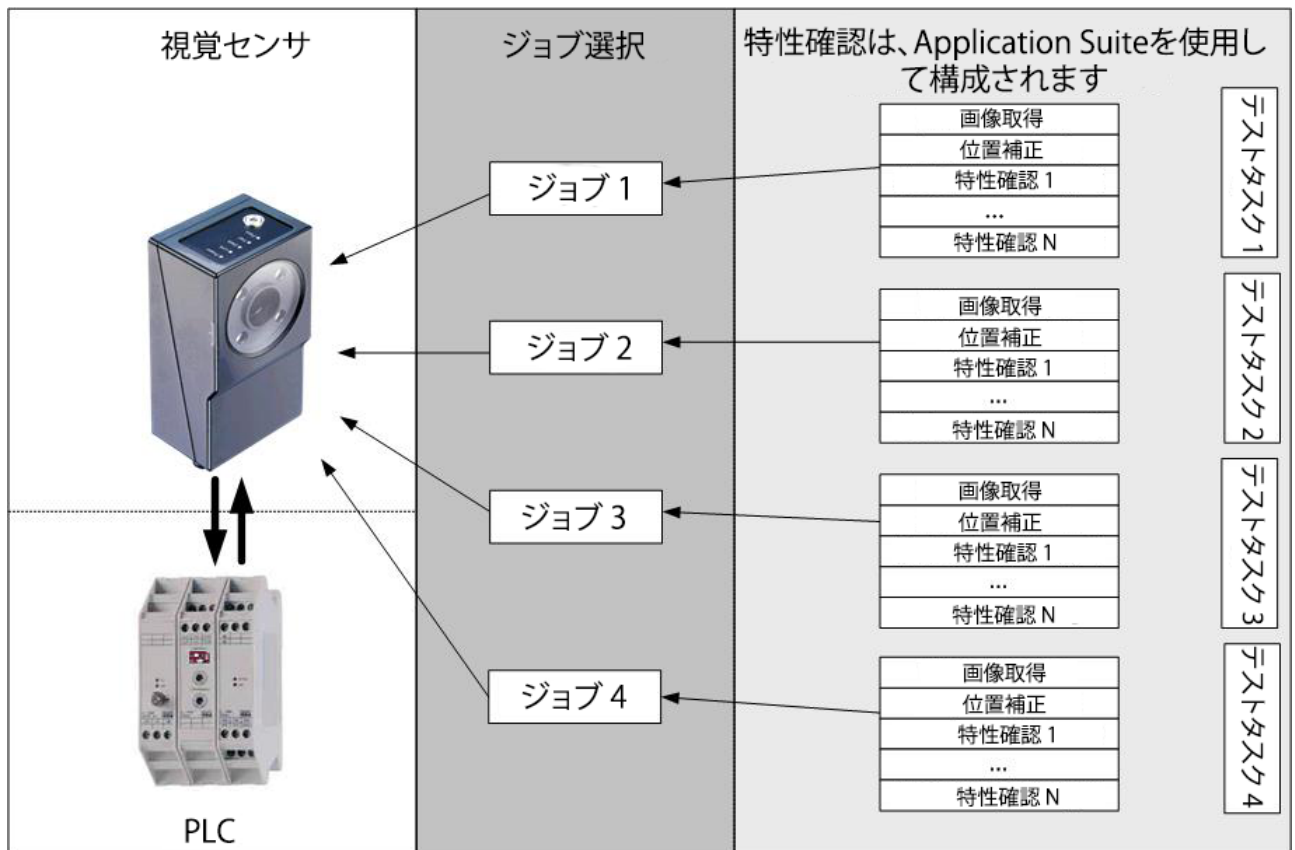 視覚センサ
ジョブ選択
特性確認は、Application Suiteを使用し
て構成されます
ジョブ 1
画像取得
位置補正
特性確認 1
...
特性確認 N
テストタスク 1
ジョブ 2
画像取得
位置補正
特性確認 1
...
特性確認 N
テストタスク 2
ジョブ 3
画像取得
位置補正
特性確認 1
...
特性確認 N
テストタスク 3
ジョブ 4
画像取得
位置補正
特性確認 1
...
特性確認 N
テストタスク 4
PLC